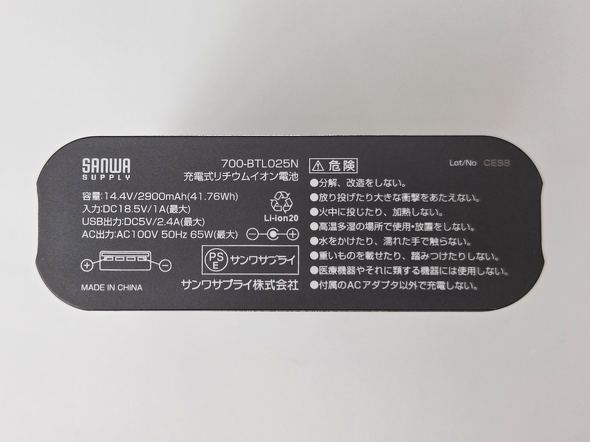 SANWA
SUPPLY
700-BTL025N
充電式リチウムイオン電池
容量:14.4V/2900mAh(41.76Wh)
入力:DC18.5V/1A(最大)
USB出力:DC5V/2.4A(最大)
AC出力:AC100V 50Hz 65W(最大)
Li-ion20
PS
E
サンワサプライ
MADE IN CHINA
サンワサプライ株式会社
危険
Lot/No CE93
●分解、改造をしない。
●放り投げたり大きな衝撃をあたえない。
●火中に投じたり、加熱しない。
●高温多湿の場所で使用・放置をしない。
●水をかけたり、濡れた手で触らない。
●重いものを載せたり、踏みつけたりしない。
●医療機器やそれに類する機器には使用しない。
●付属のACアダプタ以外で充電しない。